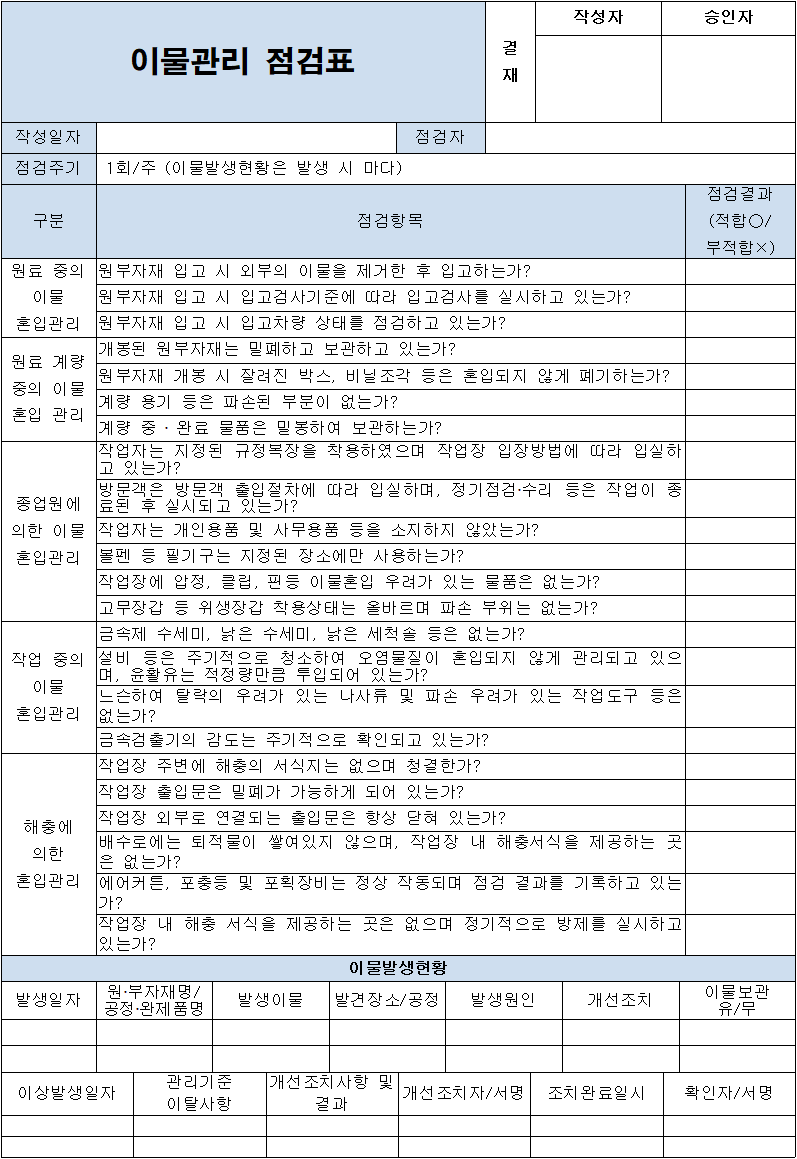 이물관리 점검표
결
재
작성자
승인자
작성일자
점검자
점검주기
1회/주 (이물발생현황은 발생 시 마다)
구분
점검항목
점검결과
(적합○/
부적합×)
원료 중의
이물
혼입관리
원부자재 입고 시 외부의 이물을 제거한 후 입고하는가?
원부자재 입고 시 입고검사기준에 따라 입고검사를 실시하고 있는가?
원부자재 입고 시 입고차량 상태를 점검하고 있는가?
원료 계량
중의 이물
혼입 관리
개봉된 원부자재는 밀폐하고 보관하고 있는가?
원부자재 개봉 시 잘려진 박스, 비닐조각 등은 혼입되지 않게 폐기하는가?
계량 용기 등은 파손된 부분이 없는가?
계량 중·완료 물품은 밀봉하여 보관하는가?
종업원에
의한 이물
혼입관리
작업자는 지정된 규정복장을 착용하였으며 작업장 입장방법에 따라 입실하
고 있는가?
방문객은 방문객 출입절차에 따라 입실하며, 정기점검·수리 등은 작업이 종
료된 후 실시되고 있는가?
작업자는 개인용품 및 사무용품 등을 소지하지 않았는가?
볼펜 등 필기구는 지정된 장소에만 사용하는가?
작업장에 압정, 클립, 핀등 이물혼입 우려가 있는 물품은 없는가?
고무장갑 등 위생장갑 착용상태는 올바르며 파손 부위는 없는가?
작업 중의
이물
혼입관리
금속제 수세미, 낡은 수세미, 낡은 세척솔 등은 없는가?
설비 등은 주기적으로 청소하여 오염물질이 혼입되지 않게 관리되고 있으
며, 윤활유는 적정량만큼 투입되어 있는가?
느슨하여 탈락의 우려가 있는 나사류 및 파손 우려가 있는 작업도구 등은
없는가?
금속검출기의 감도는 주기적으로 확인되고 있는가?
해충에
의한
혼입관리
작업장 주변에 해충의 서식지는 없으며 청결한가?
작업장 출입문은 밀폐가 가능하게 되어 있는가?
작업장 외부로 연결되는 출입문은 항상 닫혀 있는가?
배수로에는 퇴적물이 쌓여있지 않으며, 작업장 내 해충서식을 제공하는 곳
은 없는가?
에어커튼, 포충등 및 포획장비는 정상 작동되며 점검 결과를 기록하고 있는
가?
작업장 내 해충 서식을 제공하는 곳은 없으며 정기적으로 방제를 실시하고
있는가?
이물발생현황
발생일자
원·부자재명/
공정·완제품명
발생이물
발견장소/공정
발생원인
개선조치
이물보관
유/무
이상발생일자
관리기준
이탈사항
개선조치사항 및
결과
개선조치자/서명
조치완료일시
확인자/서명